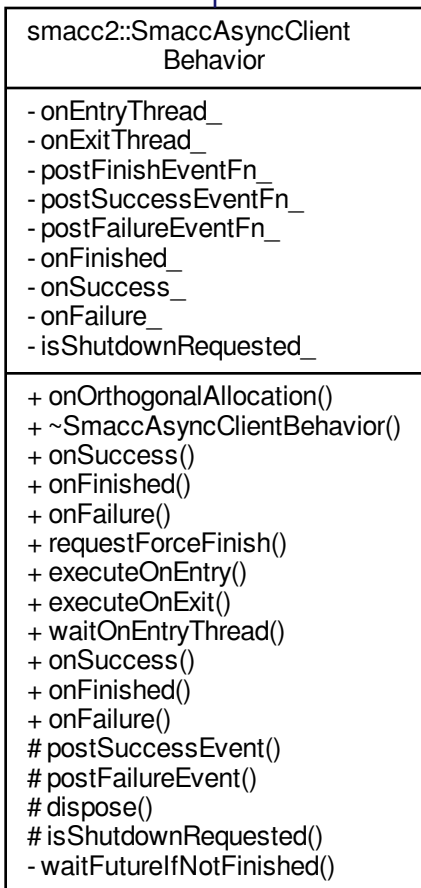 smacc2::SmaccAsyncClient
Behavior
- onEntryThread_
- onExitThread_
- postFinishEventFn_
- postSuccessEventFn_
- postFailureEventFn_
- onFinished_
- onSuccess_
- onFailure_
- isShutdownRequested_
+ onOrthogonalAllocation()
+ ~SmaccAsyncClientBehavior()
+ onSuccess()
+ onFinished()
+ onFailure()
+ requestForceFinish()
+ executeOnEntry()
+ executeOnExit()
+ waitOnEntryThread()
+ onSuccess()
+ onFinished()
+ onFailure()
# postSuccessEvent()
# postFailureEvent()
# dispose()
# isShutdownRequested()
- waitFutureIfNotFinished()